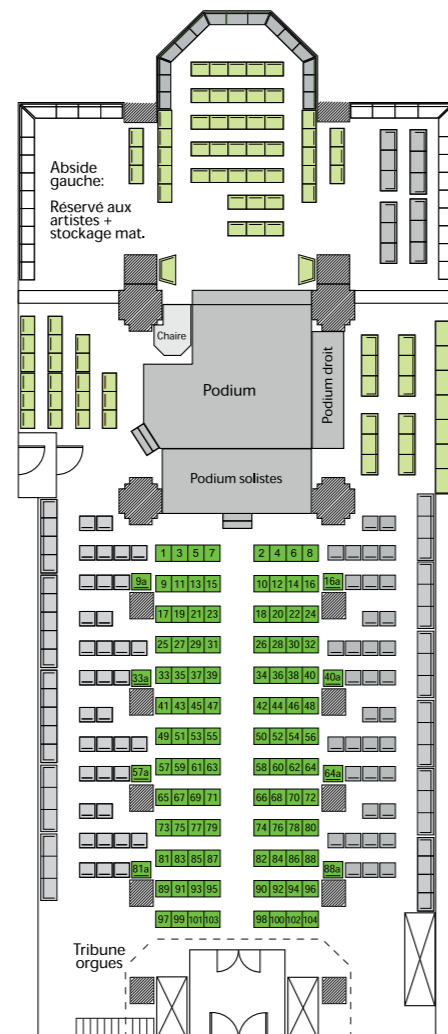 Abside
gauche:
Réservé aux
artistes +
stockage mat.
Chaire
Podium
Podium droit
Podium solistes
1 3 5 7 2 4 6 8
9a 9 11 13 15 10 12 14 16 16a
17 19 21 23 18 20 22 24
25 27 29 31 26 28 30 32
33a 33 35 37 39 34 36 38 40 40a
41 43 45 47 42 44 46 48
49 51 53 55 50 52 54 56
57a 57 59 61 63 58 60 62 64 64a
65 67 69 71 66 68 70 72
73 75 77 79 74 76 78 80
81a 81 83 85 87 82 84 86 88 88a
89 91 93 95 90 92 94 96
97 99 101 103 98 100 102 104
Tribune
orgues